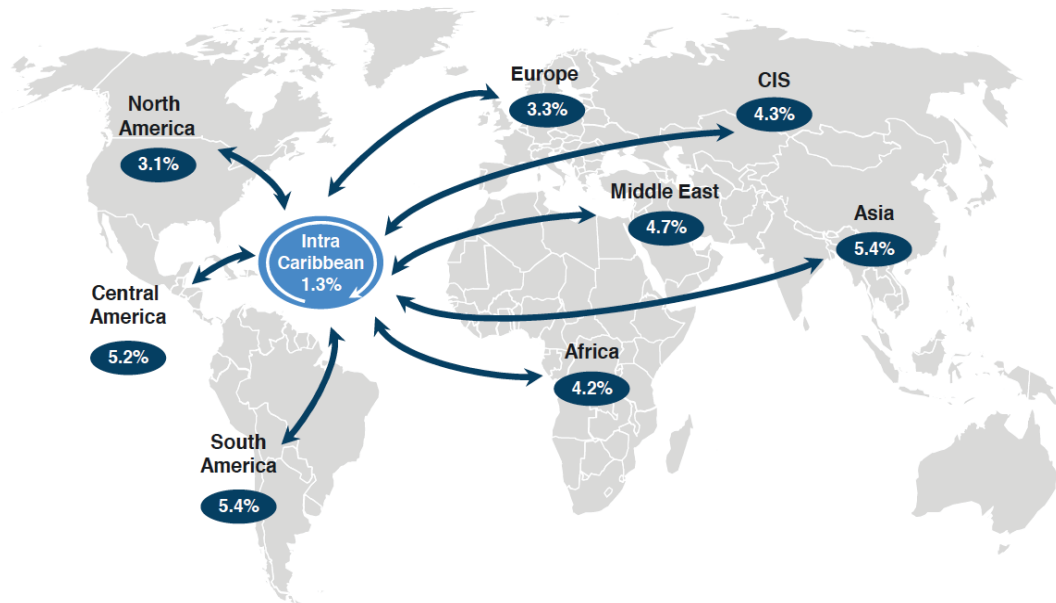 North
America
3.1%
Europe
3.3%
CIS
4.3%
Middle East
4.7%
Asia
5.4%
Intra
Caribbean
1.3%
Central
America
5.2%
Africa
4.2%
South
America
5.4%